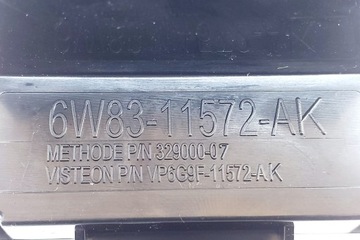 6W83-11572-AK
METHODE P/N 329000-07
VISTEON P/N VP6G9F-11572-AK